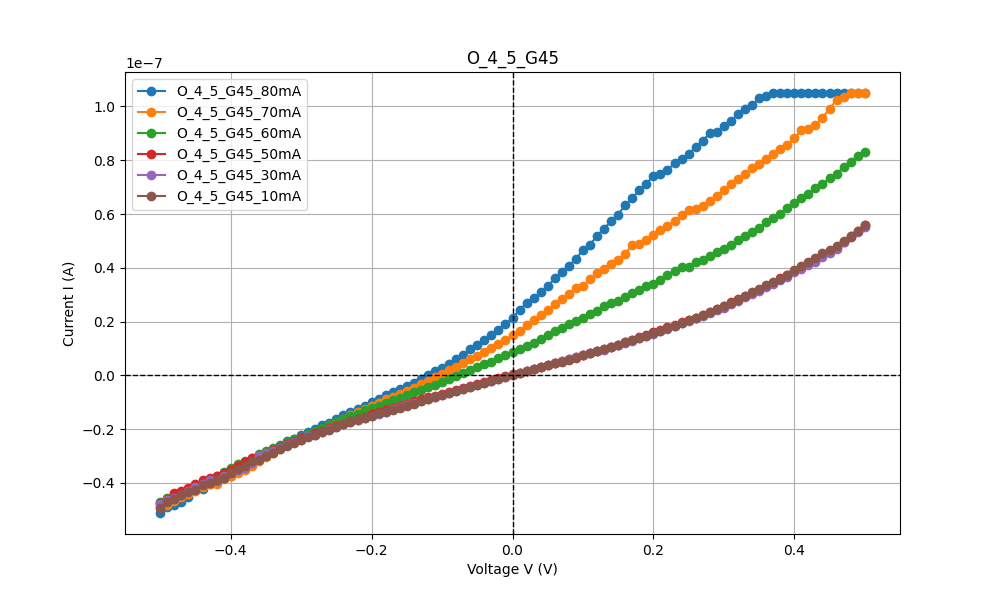 O_4_5_G45
1e−7
1.0
0.8
0.6
0.4
0.2
0.0
−0.2
−0.4
Current I (A)
O_4_5_G45_80mA
O_4_5_G45_70mA
O_4_5_G45_60mA
O_4_5_G45_50mA
O_4_5_G45_30mA
O_4_5_G45_10mA
−0.4 −0.2 0.0 0.2 0.4
Voltage V (V)